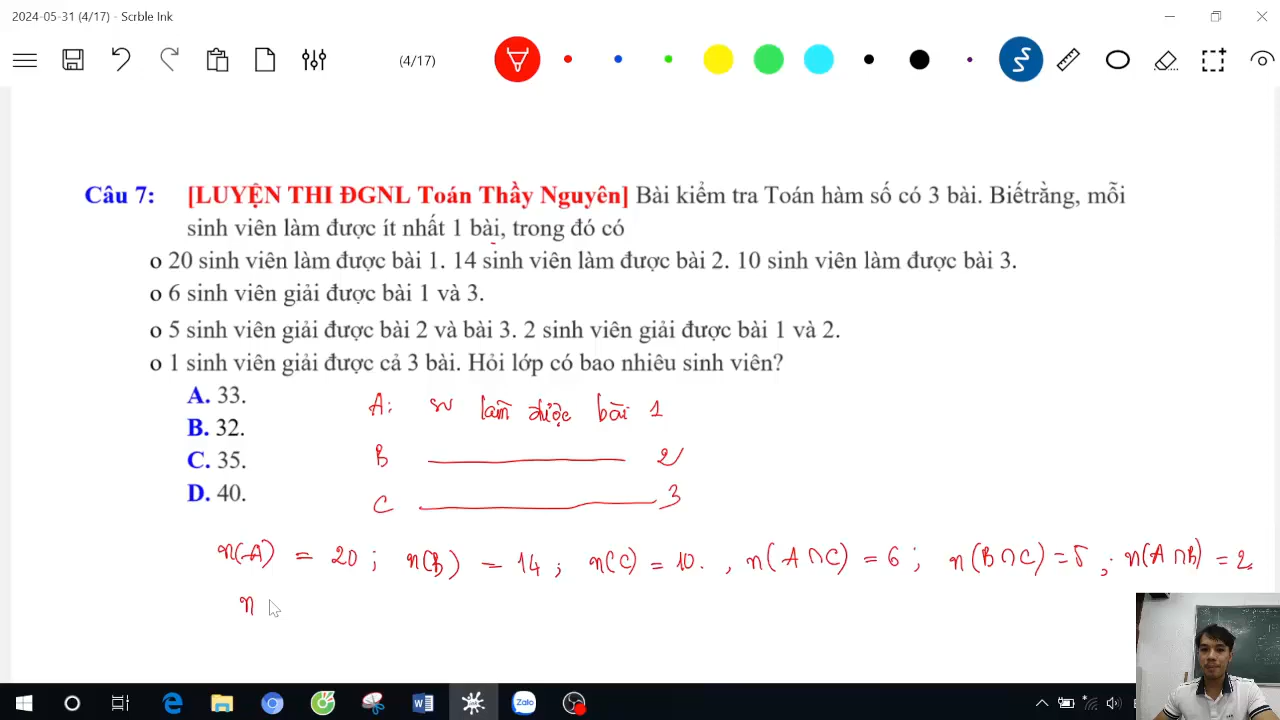 2024-05-31 (4/17) - Scrble Ink
(4/17)
Câu 7: [LUYỆN THI ĐGNL Toán Thầy Nguyên] Bài kiểm tra Toán hàm số có 3 bài. Biếtrằng, mỗi
sinh viên làm được ít nhất 1 bài, trong đó có
o 20 sinh viên làm được bài 1. 14 sinh viên làm được bài 2. 10 sinh viên làm được bài 3.
o 6 sinh viên giải được bài 1 và 3.
o 5 sinh viên giải được bài 2 và bài 3. 2 sinh viên giải được bài 1 và 2.
o 1 sinh viên giải được cả 3 bài. Hỏi lớp có bao nhiêu sinh viên?
A. 33.
B. 32.
C. 35.
D. 40.
A: sv làm được bài 1
B 2
C 3
n(A) = 20 ; n(B) = 14 ; n(C) = 10. , n(A ∩ C) = 6 ; n(B ∩ C) = 5 , n(A ∩ B) = 2.
n
Zalo